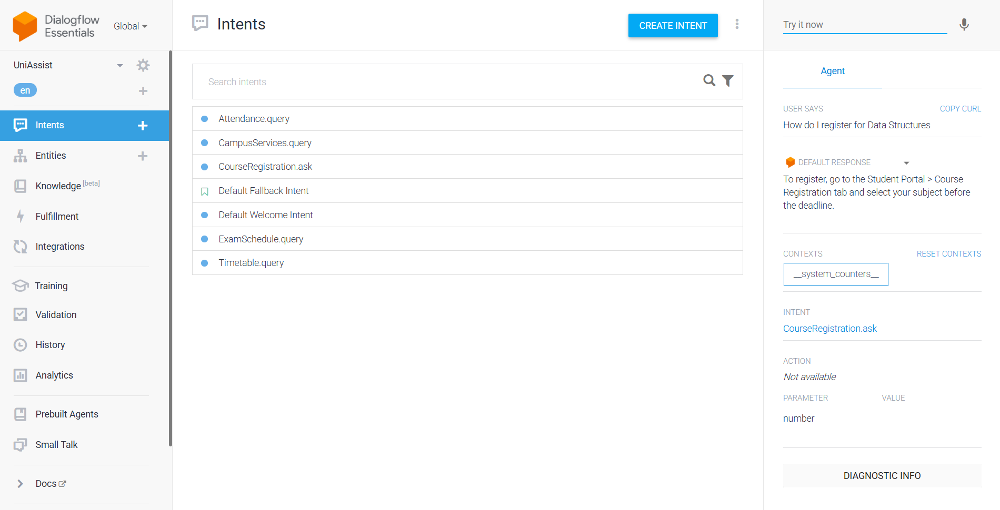 Dialogflow
Essentials
Global
UniAssist
en
Intents
Entities
Knowledge [beta]
Fulfillment
Integrations
Training
Validation
History
Analytics
Prebuilt Agents
Small Talk
Docs
Intents
CREATE INTENT
Search intents
Attendance.query
CampusServices.query
CourseRegistration.ask
Default Fallback Intent
Default Welcome Intent
ExamSchedule.query
Timetable.query
Try it now
Agent
USER SAYS COPY CURL
How do I register for Data Structures
DEFAULT RESPONSE
To register, go to the Student Portal > Course
Registration tab and select your subject before
the deadline.
CONTEXTS RESET CONTEXTS
__system_counters__
INTENT
CourseRegistration.ask
ACTION
Not available
PARAMETER VALUE
number
DIAGNOSTIC INFO